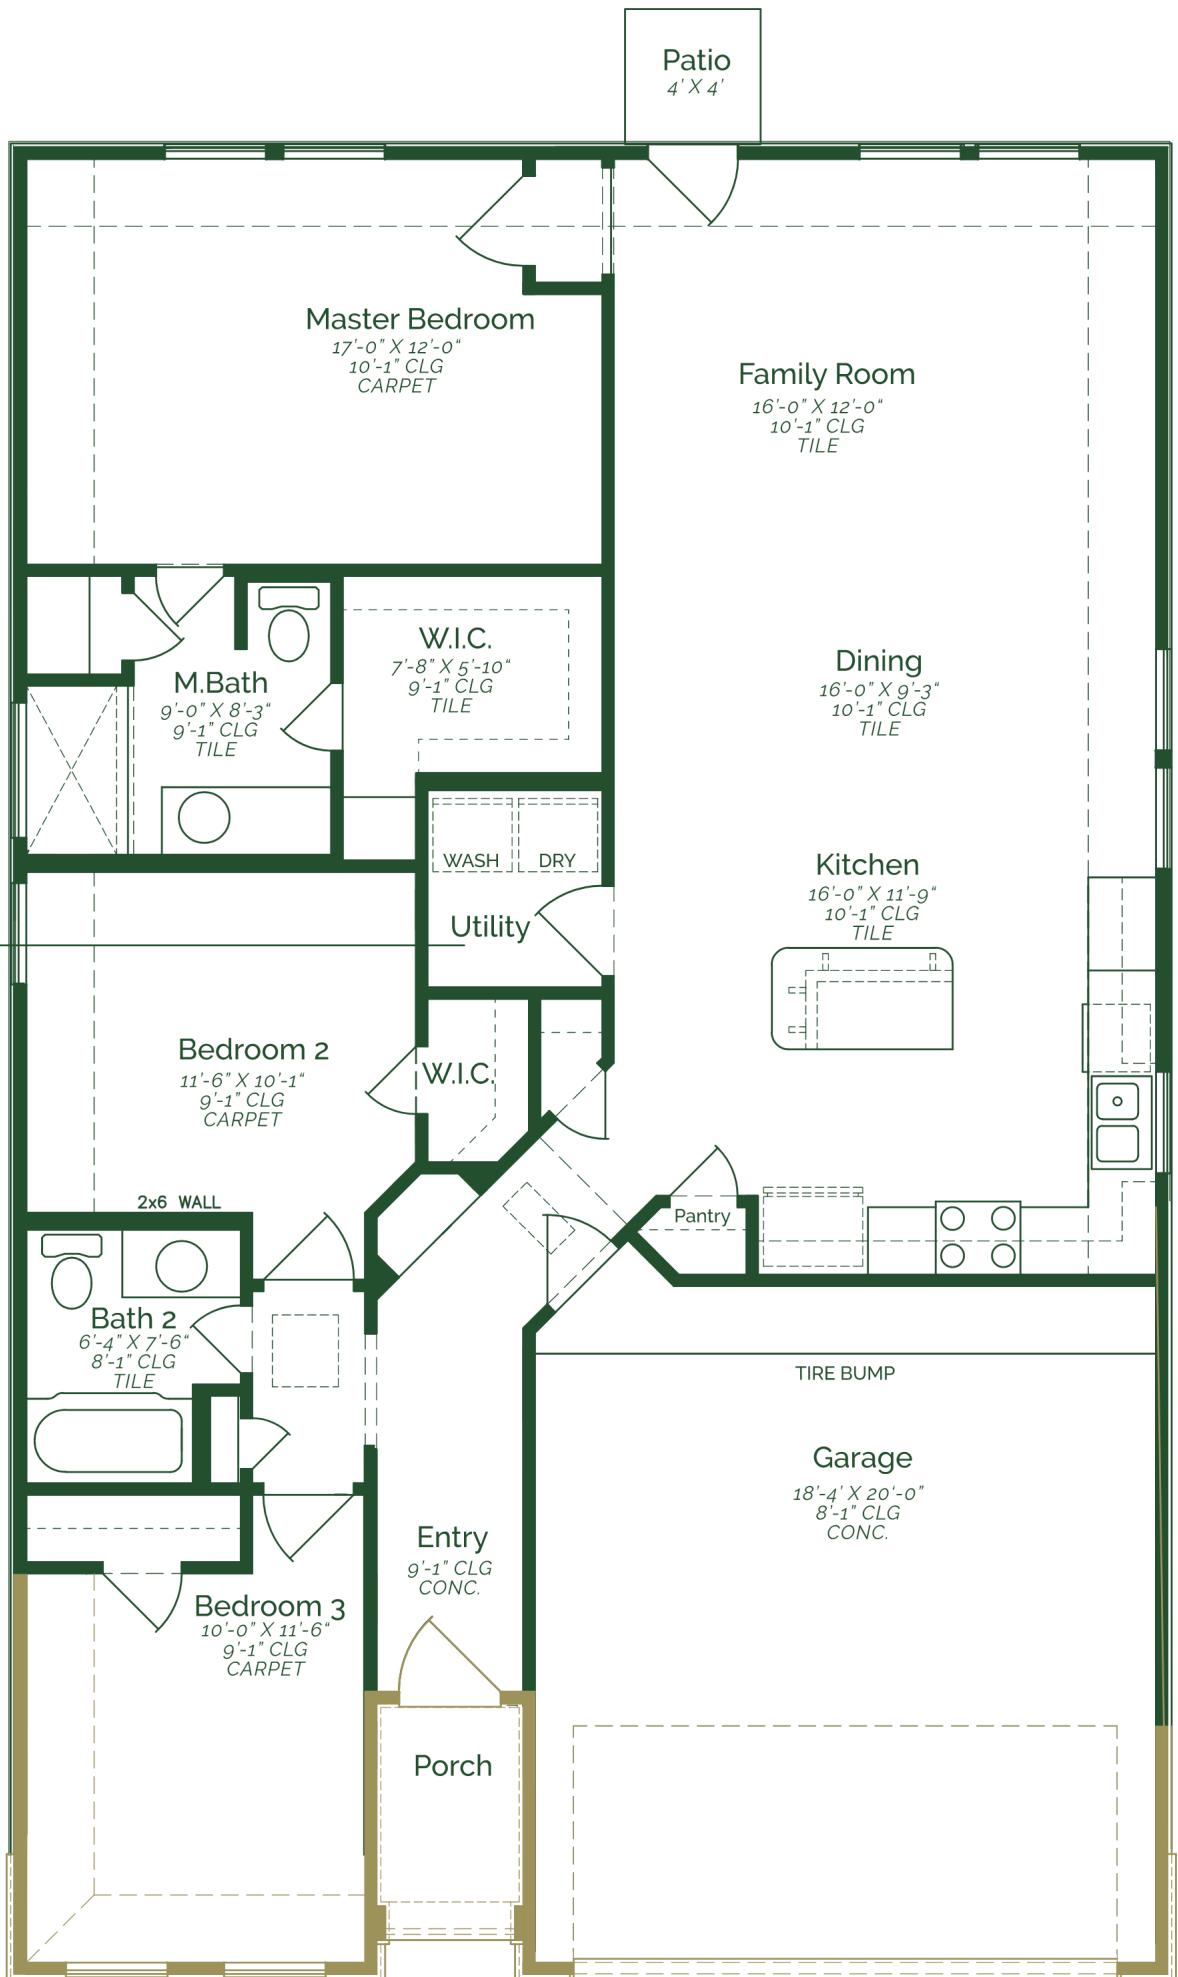 Patio
4' X 4'
Master Bedroom
17'-0" X 12'-0"
10'-1" CLG
CARPET
Family Room
16'-0" X 12'-0"
10'-1" CLG
TILE
W.I.C.
7'-8" X 5'-10"
9'-1" CLG
TILE
M.Bath
9'-0" X 8'-3"
9'-1" CLG
TILE
Dining
16'-0" X 9'-3"
10'-1" CLG
TILE
WASH
DRY
Utility
Kitchen
16'-0" X 11'-9"
10'-1" CLG
TILE
Bedroom 2
11'-6" X 10'-1"
9'-1" CLG
CARPET
W.I.C.
2x6 WALL
Pantry
Bath 2
6'-4" X 7'-6"
8'-1" CLG
TILE
TIRE BUMP
Garage
18'-4' X 20'-0"
8'-1" CLG
CONC.
Entry
9'-1" CLG
CONC.
Bedroom 3
10'-0" X 11'-6"
9'-1" CLG
CARPET
Porch